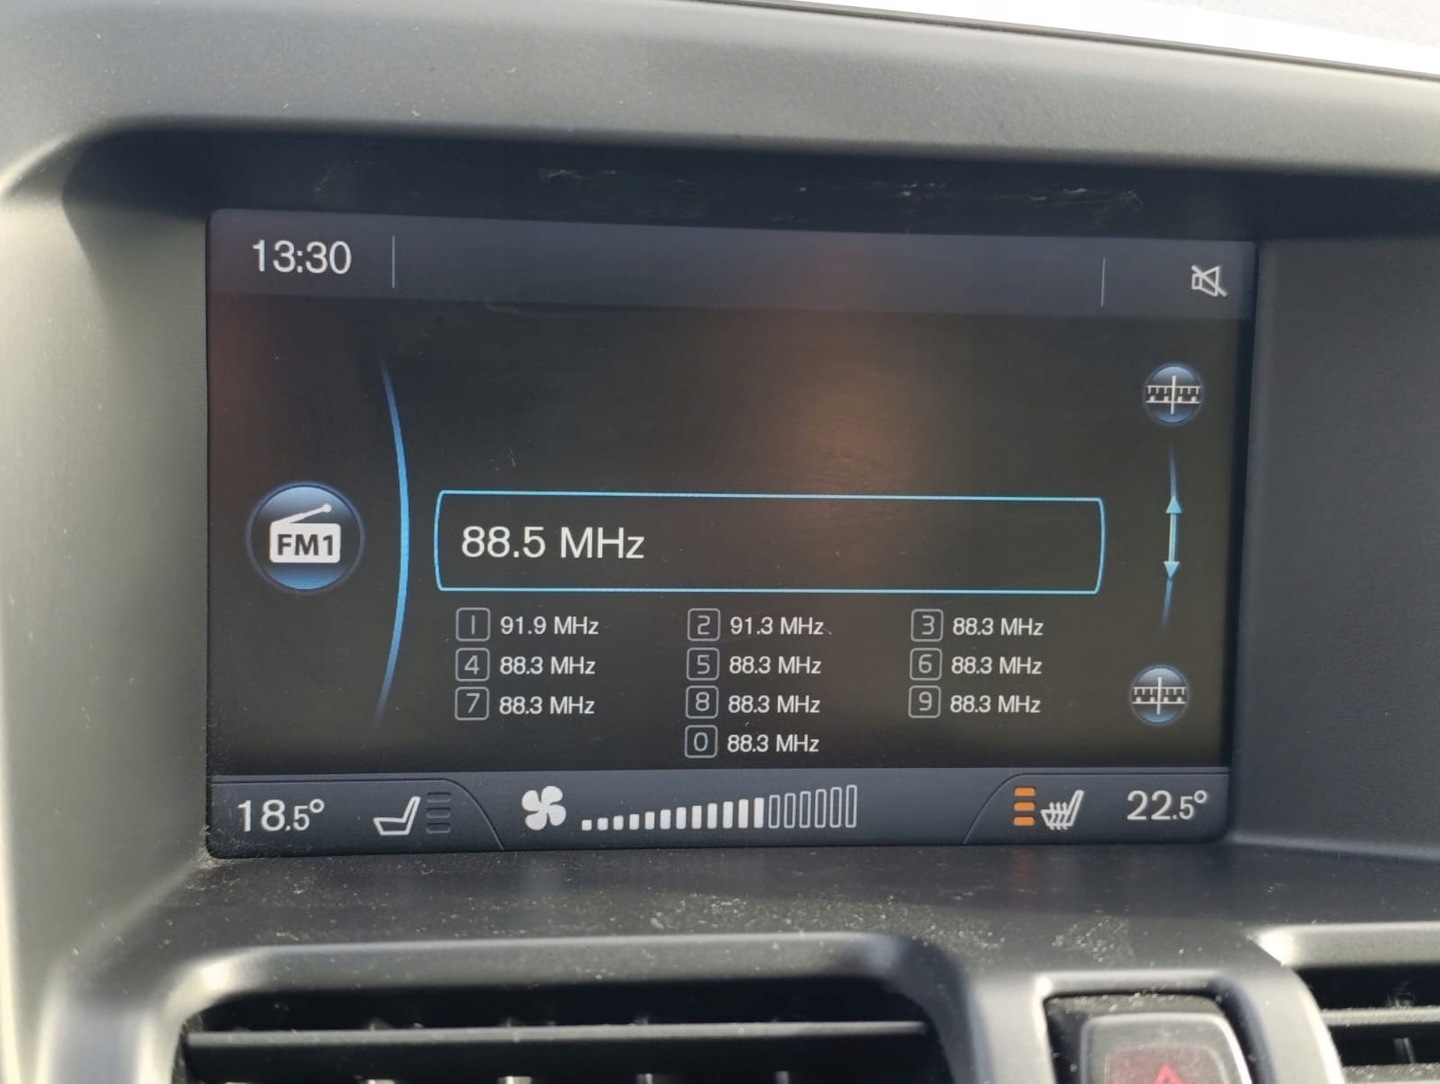 13:30
FM1
88.5 MHz
1 91.9 MHz 2 91.3 MHz 3 88.3 MHz
4 88.3 MHz 5 88.3 MHz 6 88.3 MHz
7 88.3 MHz 8 88.3 MHz 9 88.3 MHz
0 88.3 MHz
18.5° 22.5°